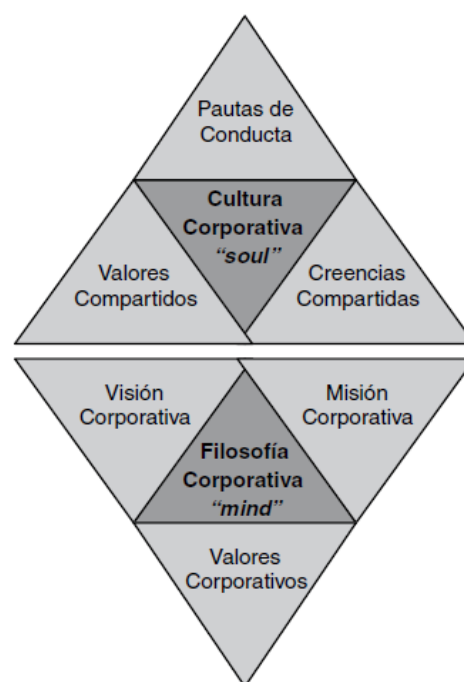 Pautas de
Conducta
Cultura
Corporativa
“soul”
Valores
Compartidos
Creencias
Compartidas
Visión
Corporativa
Misión
Corporativa
Filosofía
Corporativa
“mind”
Valores
Corporativos